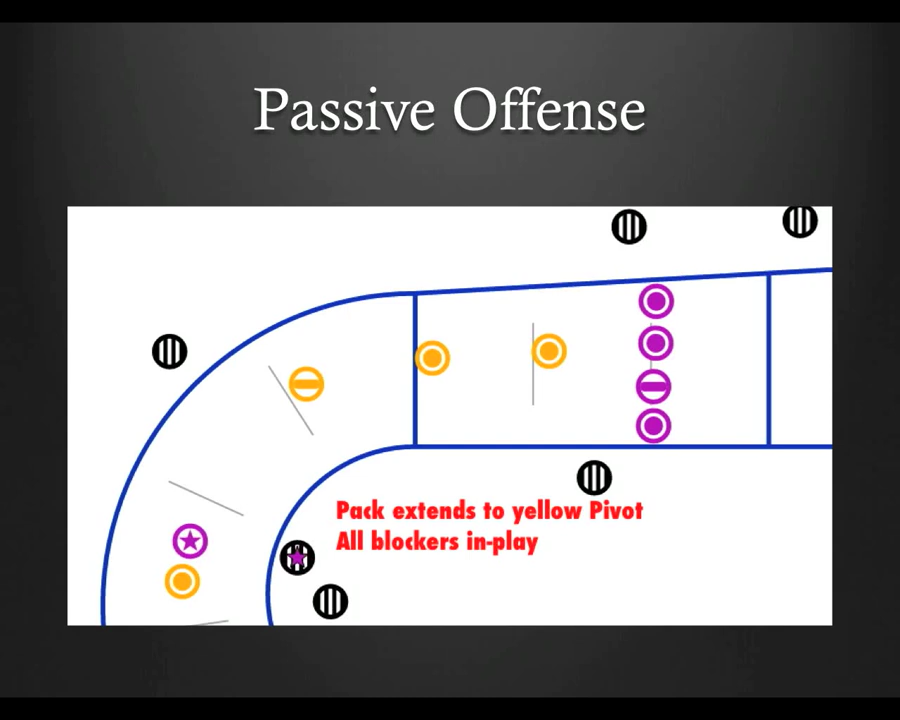 Passive Offense
Pack extends to yellow Pivot
All blockers in-play